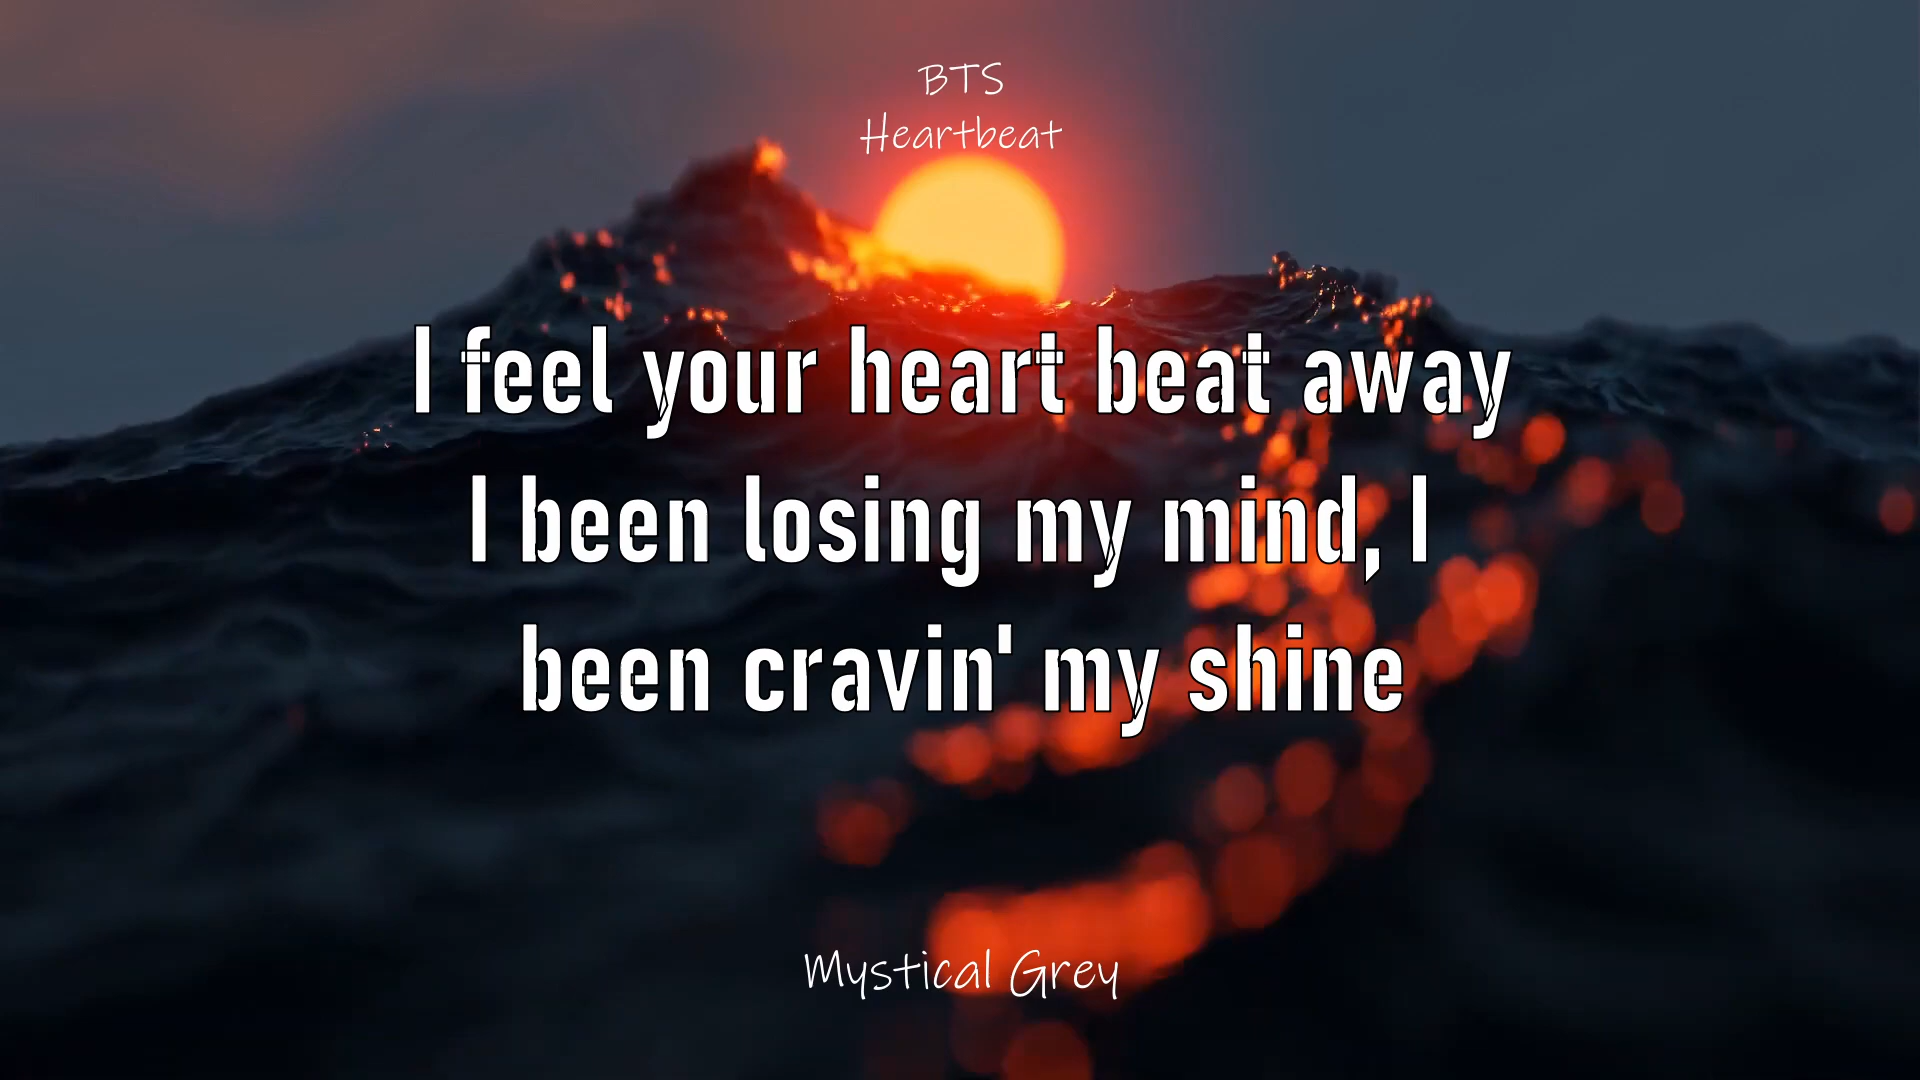 BTS
Heartbeat
I feel your heart beat away
I been losing my mind, I
been cravin' my shine
Mystical Grey